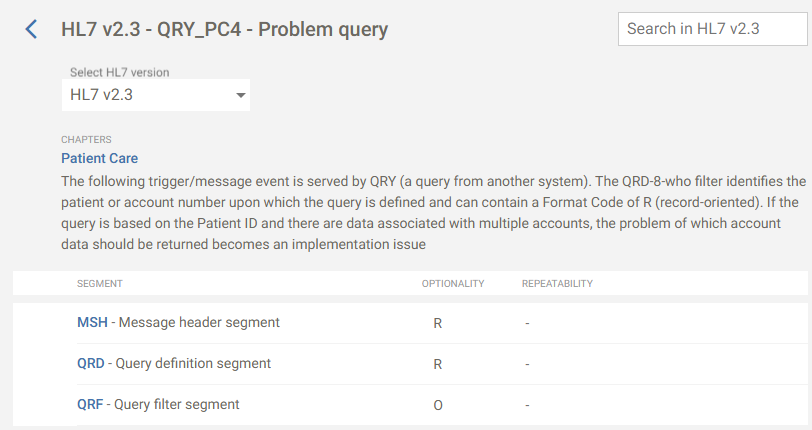 HL7 v2.3 - QRY_PC4 - Problem query
Search in HL7 v2.3
Select HL7 version
HL7 v2.3
CHAPTERS
Patient Care
The following trigger/message event is served by QRY (a query from another system). The QRD-8-who filter identifies the
patient or account number upon which the query is defined and can contain a Format Code of R (record-oriented). If the
query is based on the Patient ID and there are data associated with multiple accounts, the problem of which account
data should be returned becomes an implementation issue
SEGMENT OPTIONALITY REPEATABILITY
MSH - Message header segment R -
QRD - Query definition segment R -
QRF - Query filter segment O -